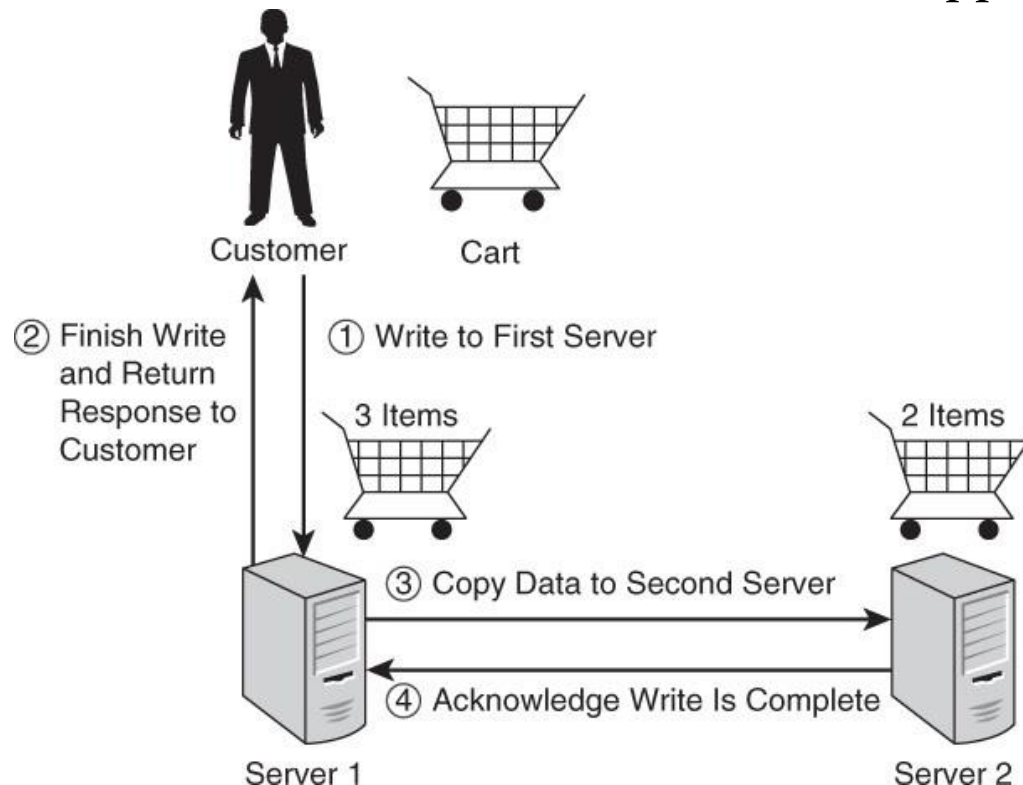 Customer
Cart
② Finish Write
and Return
Response to
Customer
① Write to First Server
3 Items
2 Items
③ Copy Data to Second Server
④ Acknowledge Write Is Complete
Server 1
Server 2